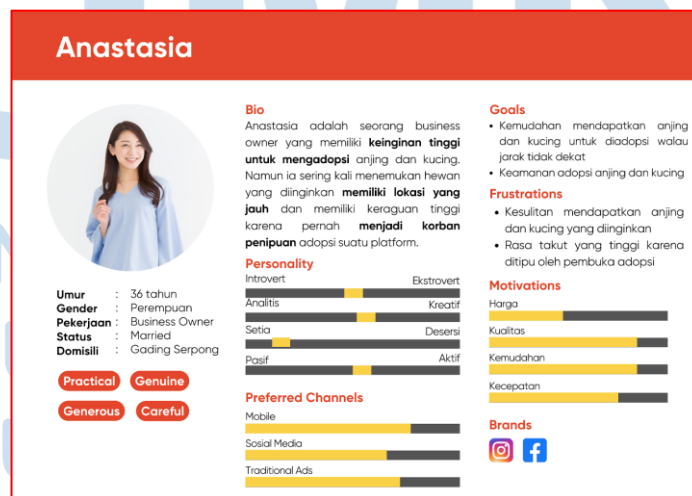 Anastasia
Umur : 36 tahun
Gender : Perempuan
Pekerjaan : Business Owner
Status : Married
Domisili : Gading Serpong
Practical Genuine
Generous Careful
Bio
Anastasia adalah seorang business
owner yang memiliki keinginan tinggi
untuk mengadopsi anjing dan kucing.
Namun ia sering kali menemukan hewan
yang diinginkan memiliki lokasi yang
jauh dan memiliki keraguan tinggi
karena pernah menjadi korban
penipuan adopsi suatu platform.
Personality
Introvert Ekstrovert
Analitis Kreatif
Setia Desersi
Pasif Aktif
Preferred Channels
Mobile
Sosial Media
Traditional Ads
Goals
• Kemudahan mendapatkan anjing
dan kucing untuk diadopsi walau
jarak tidak dekat
• Keamanan adopsi anjing dan kucing
Frustrations
• Kesulitan mendapatkan anjing
dan kucing yang diinginkan
• Rasa takut yang tinggi karena
ditipu oleh pembuka adopsi
Motivations
Harga
Kualitas
Kemudahan
Kecepatan
Brands